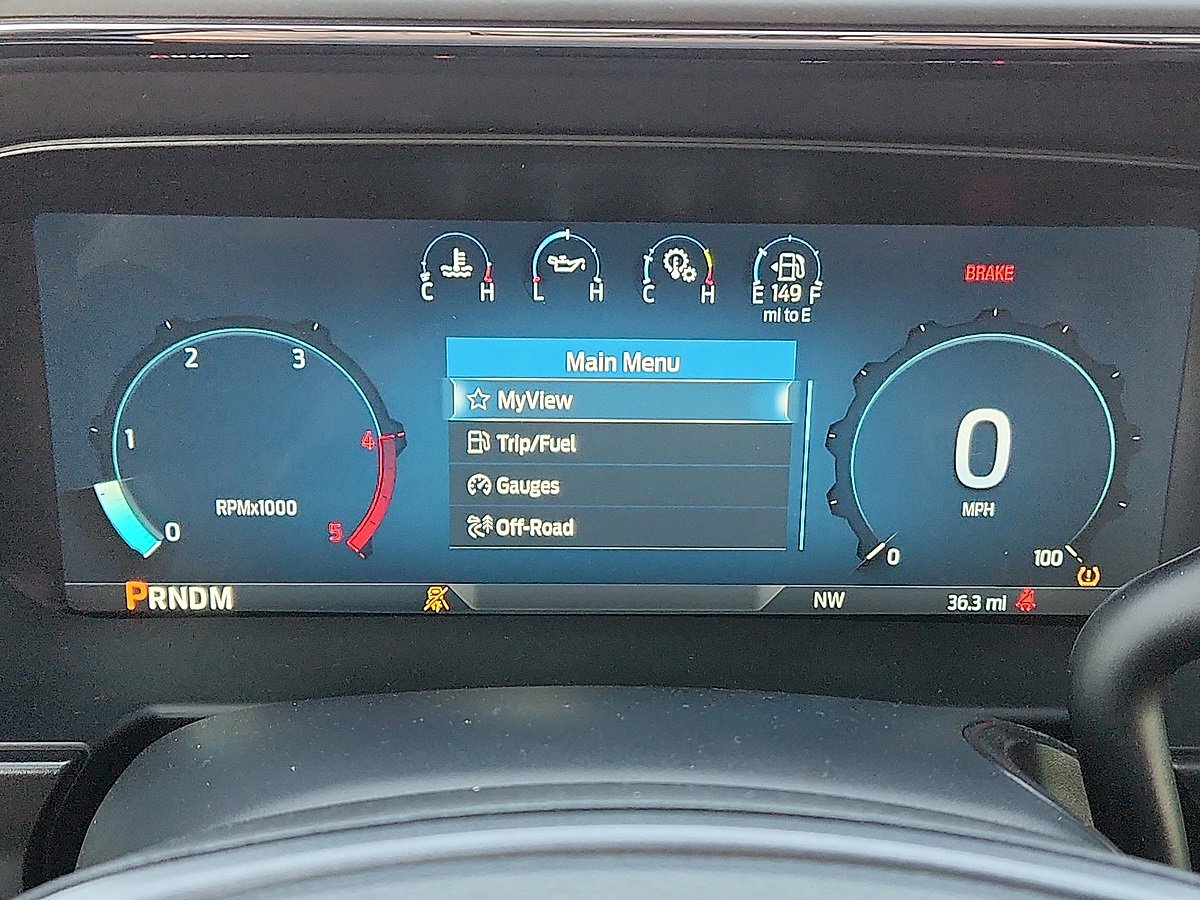 C H
L H
C H
E 149 F
mi to E
BRAKE
Main Menu
MyView
Trip/Fuel
Gauges
Off-Road
0
1
2
3
4
5
RPMx1000
0
MPH
0
100
PRNDM
NW
36.3 mi